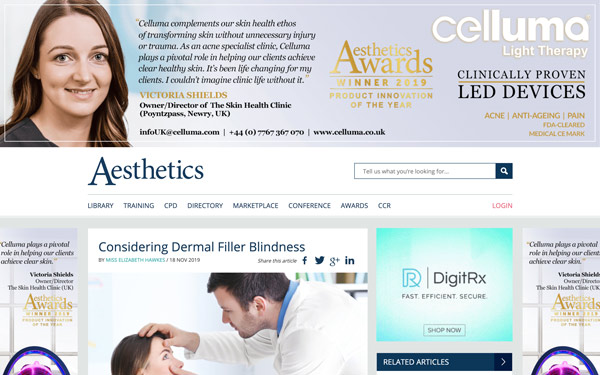 "Celluma complements our skin health ethos
of transforming skin without unnecessary injury
or trauma. As an acne specialist clinic, Celluma
plays a pivotal role in helping our clients achieve
clear healthy skin. It's been life changing for my
clients. I couldn't imagine clinic life without it."
VICTORIA SHIELDS
Owner/Director of The Skin Health Clinic
(Poyntzpass, Newry, UK)
infoUK@celluma.com | +44 (0) 7767 367 070 | www.celluma.co.uk
Aesthetics
Awards
WINNER 2019
PRODUCT INNOVATION
OF THE YEAR
celluma
Light Therapy
CLINICALLY PROVEN
LED DEVICES
ACNE | ANTI-AGEING | PAIN
FDA-CLEARED
MEDICAL CE MARK
Aesthetics
Tell us what you're looking for...
LIBRARY TRAINING CPD DIRECTORY MARKETPLACE CONFERENCE AWARDS CCR LOGIN
"Celluma plays a pivotal
role in helping our clients
achieve clear skin."
Victoria Shields
Owner/Director
The Skin Health Clinic (UK)
Aesthetics
Awards
WINNER 2019
PRODUCT INNOVATION
OF THE YEAR
Considering Dermal Filler Blindness
BY MISS ELIZABETH HAWKES / 18 NOV 2019
Share this article
R DigitRx
FAST. EFFICIENT. SECURE.
SHOP NOW
RELATED ARTICLES
"Celluma plays a pivotal
role in helping our clients
achieve clear skin."
Victoria Shields
Owner/Director
The Skin Health Clinic (UK)
Aesthetics
Awards
WINNER 2019
PRODUCT INNOVATION
OF THE YEAR